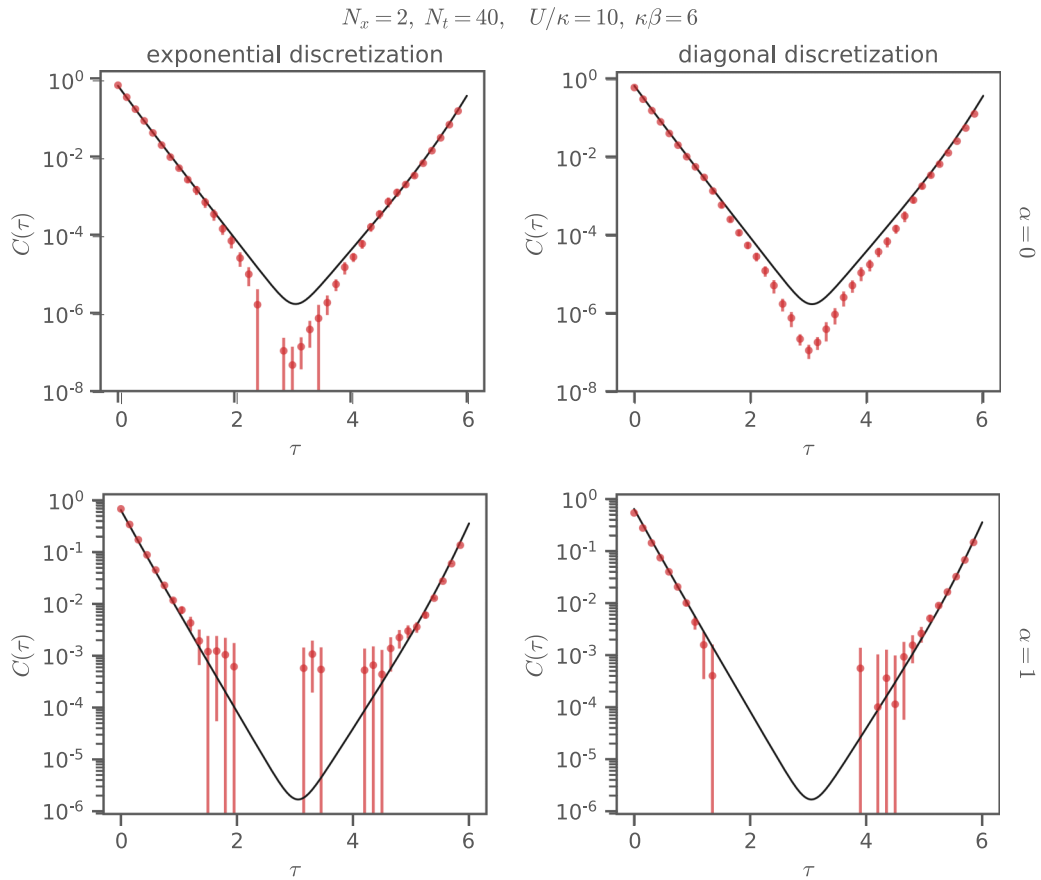 N_x = 2, N_t = 40, U/κ = 10, κβ = 6
exponential discretization
diagonal discretization
10^0
10^-2
10^-4
10^-6
10^-8
C(τ)
0 2 4 6
τ
10^0
10^-2
10^-4
10^-6
10^-8
C(τ)
0 2 4 6
τ
α = 0
10^0
10^-1
10^-2
10^-3
10^-4
10^-5
10^-6
C(τ)
0 2 4 6
τ
10^0
10^-1
10^-2
10^-3
10^-4
10^-5
10^-6
C(τ)
0 2 4 6
τ
α = 1